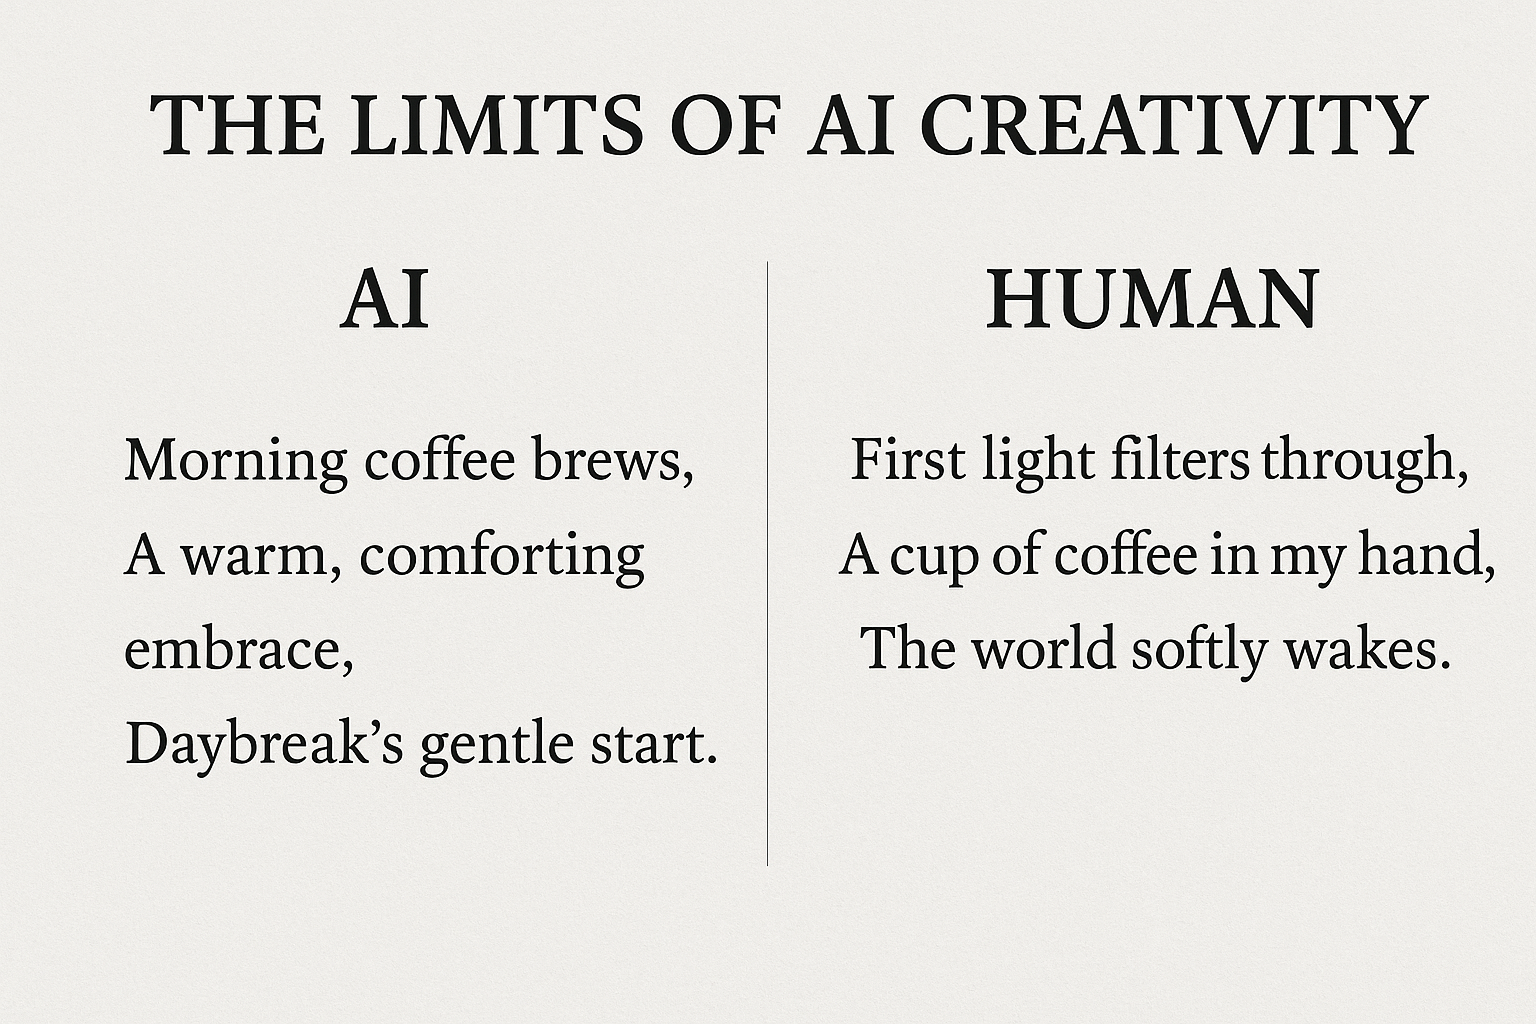 THE LIMITS OF AI CREATIVITY
AI
Morning coffee brews,
A warm, comforting
embrace,
Daybreak’s gentle start.
HUMAN
First light filters through,
A cup of coffee in my hand,
The world softly wakes.